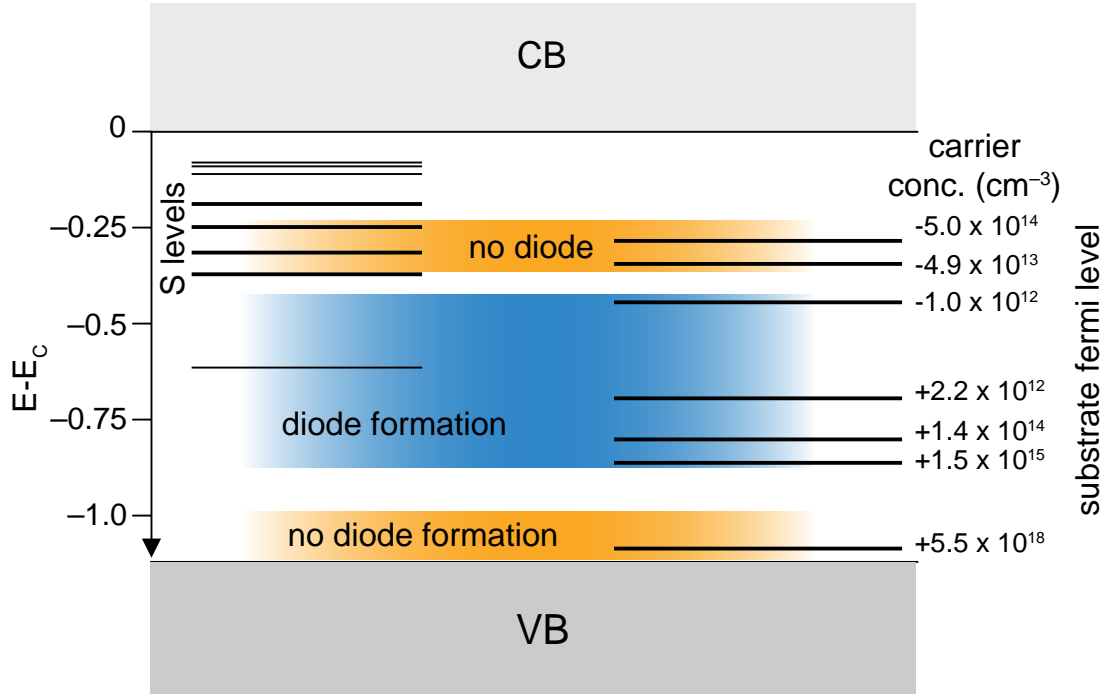 CB
0
carrier
conc. (cm⁻³)
S levels
–0.25
no diode
-5.0 x 10¹⁴
-4.9 x 10¹³
-1.0 x 10¹²
–0.5
E-E_C
+2.2 x 10¹²
–0.75
diode formation
+1.4 x 10¹⁴
+1.5 x 10¹⁵
substrate fermi level
–1.0
no diode formation
+5.5 x 10¹⁸
VB